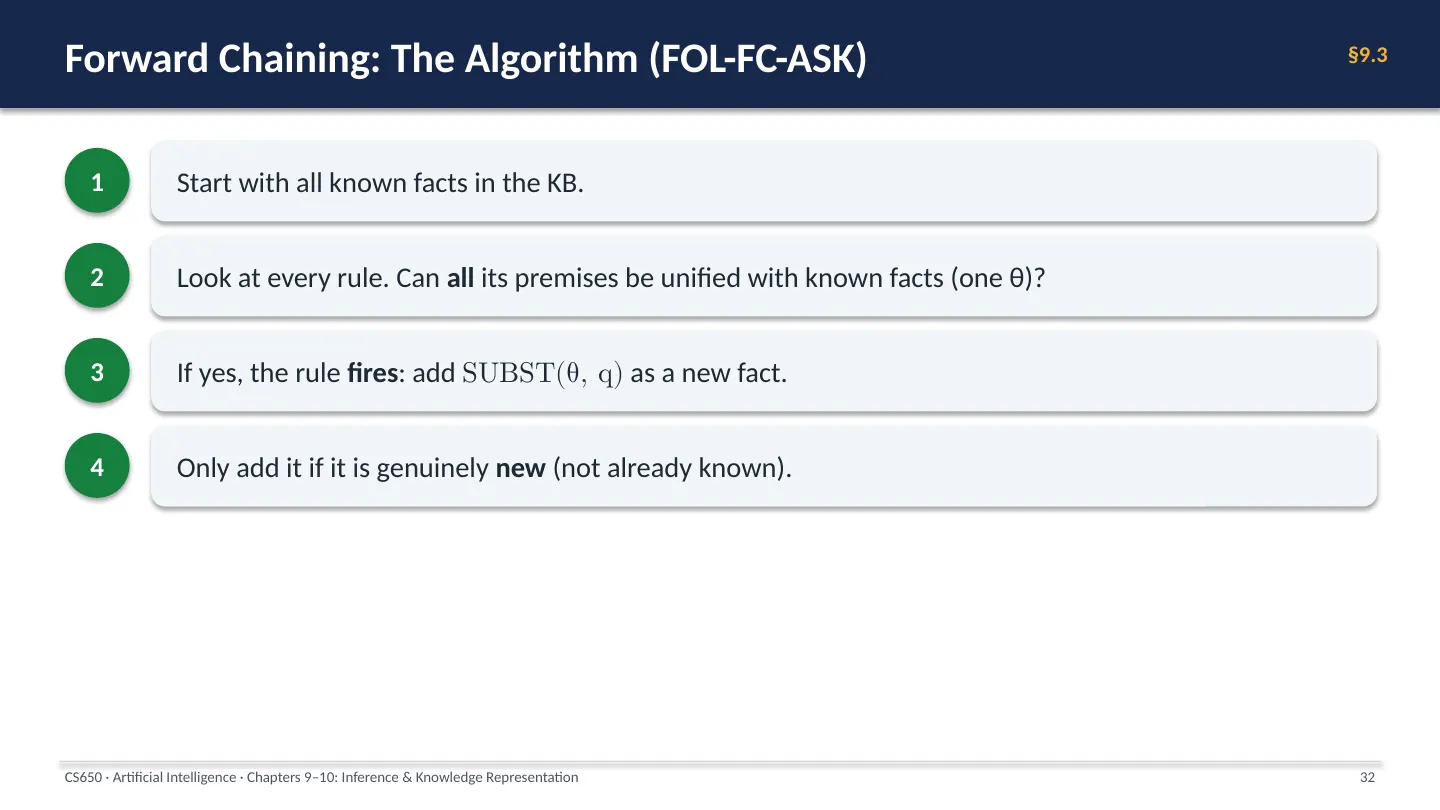 Forward Chaining: The Algorithm (FOL-FC-ASK)
§9.3
1
Start with all known facts in the KB.
2
Look at every rule. Can all its premises be unified with known facts (one θ)?
3
If yes, the rule fires: add SUBST(θ, q) as a new fact.
4
Only add it if it is genuinely new (not already known).
CS650 · Artificial Intelligence · Chapters 9–10: Inference & Knowledge Representation
32